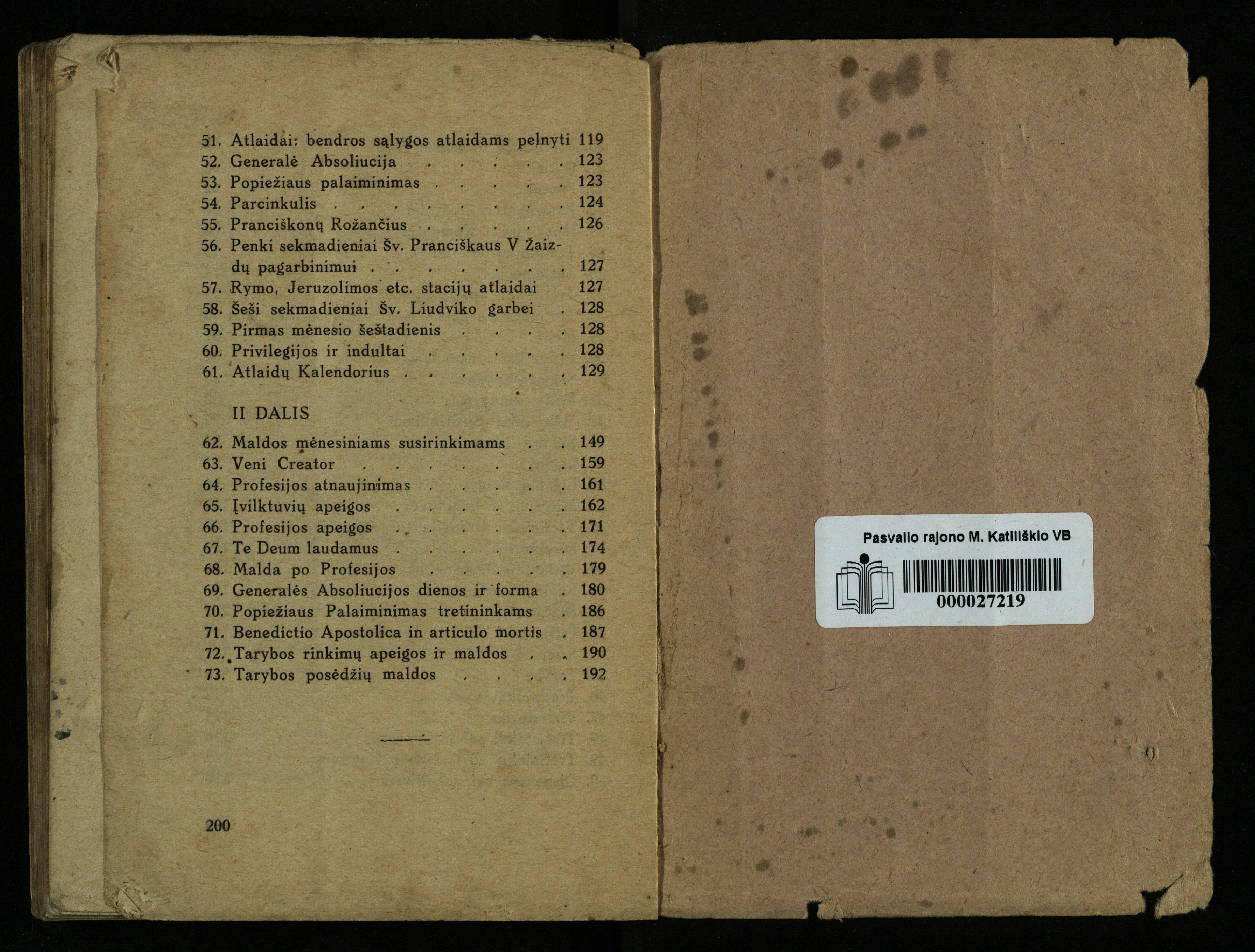 51. Atlaidai: bendros sąlygos atlaidams pelnyti 119
52. Generalė Absoliucija . . . . . 123
53. Popiežiaus palaiminimas . . . . . 123
54. Parcinkulis . . . . . . . . 124
55. Pranciškonų Rožančius . . . . . 126
56. Penki sekmadieniai Šv. Pranciškaus V Žaiz-
dų pagarbinimui . . . . . . . 127
57. Rymo, Jeruzolimos etc. stacijų atlaidai 127
58. Šeši sekmadieniai Šv. Liudviko garbei . 128
59. Pirmas mėnesio šeštadienis . . . . 128
60. Privilegijos ir indultai . . . . . 128
61. Atlaidų Kalendorius . . . . . . 129
II DALIS
62. Maldos mėnesiniams susirinkimams . . 149
63. Veni Creator . . . . . . . 159
64. Profesijos atnaujinimas . . . . . 161
65. Įvilktuvių apeigos . . . . . . 162
66. Profesijos apeigos . . . . . . 171
67. Te Deum laudamus . . . . . . 174
68. Malda po Profesijos . . . . . 179
69. Generalės Absoliucijos dienos ir forma . 180
70. Popiežiaus Palaiminimas tretininkams . 186
71. Benedictio Apostolica in articulo mortis . 187
72. Tarybos rinkimų apeigos ir maldos . . 190
73. Tarybos posėdžių maldos . . . . 192
200
Pasvalio rajono M. Katiliškio VB
000027219